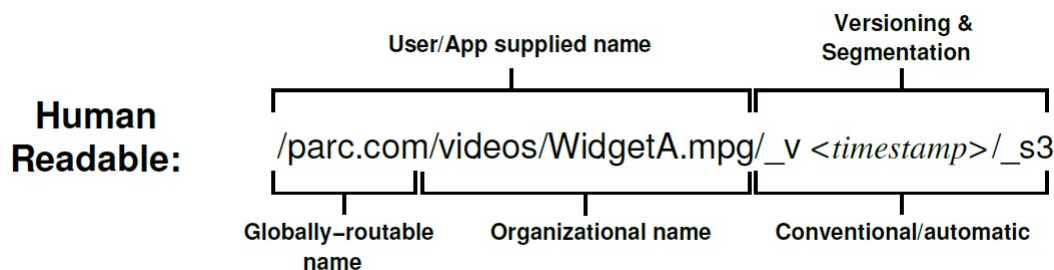 User/App supplied name
Versioning &
Segmentation
Human
Readable:
/parc.com/videos/WidgetA.mpg/_v <timestamp>/_s3
Globally–routable
name
Organizational name
Conventional/automatic